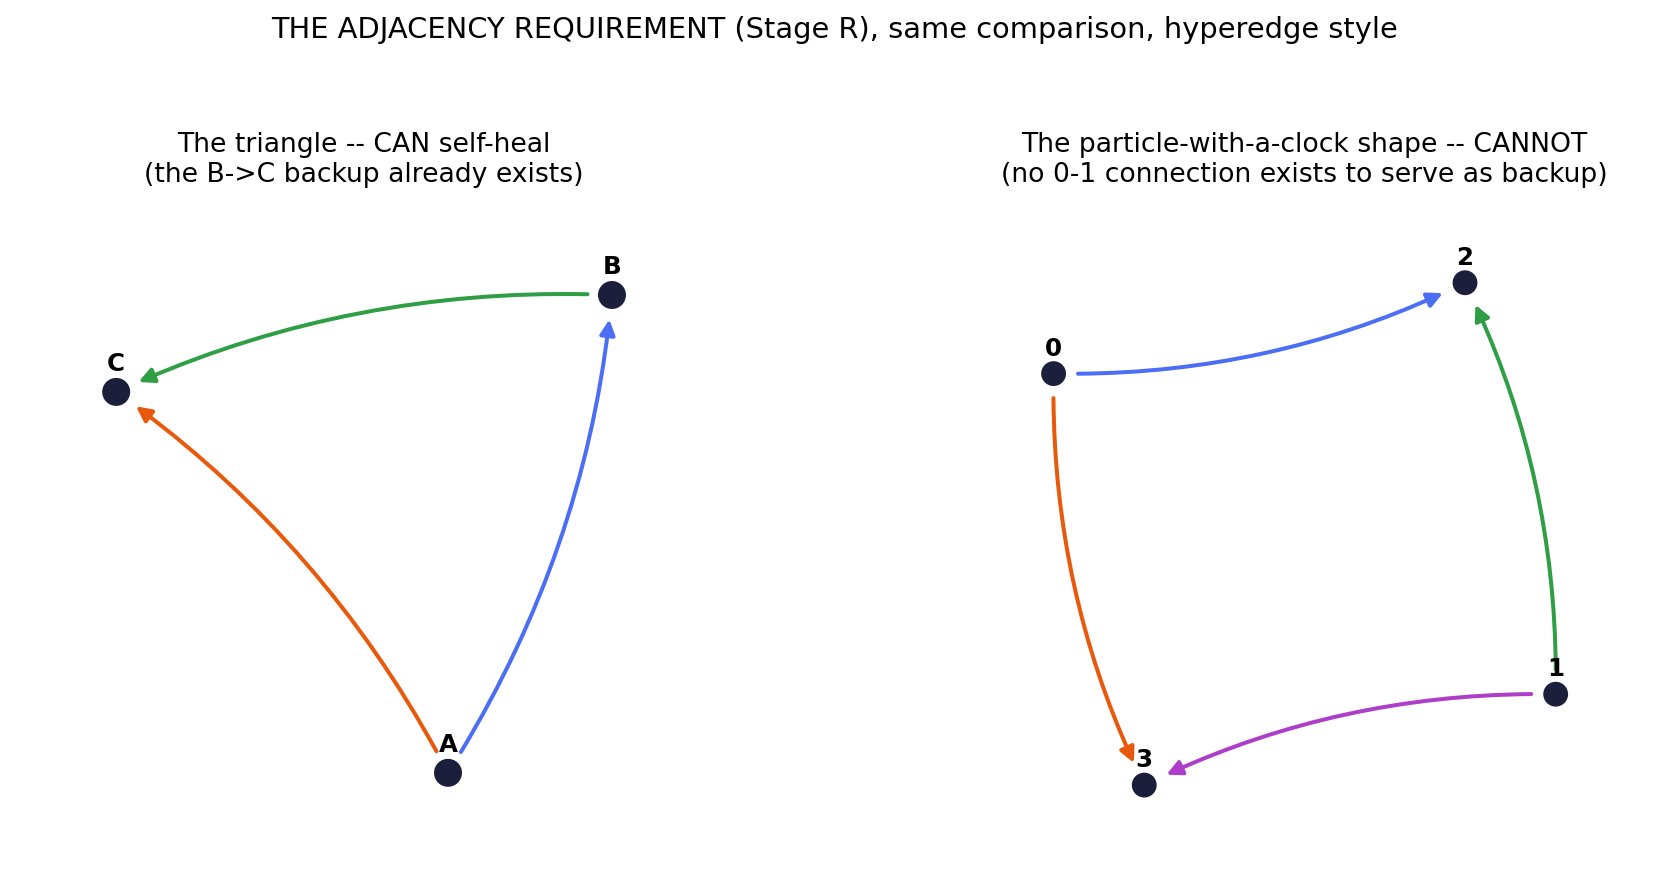 THE ADJACENCY REQUIREMENT (Stage R), same comparison, hyperedge style
The triangle -- CAN self-heal
(the B->C backup already exists)
The particle-with-a-clock shape -- CANNOT
(no 0-1 connection exists to serve as backup)
B
C
A
2
0
1
3